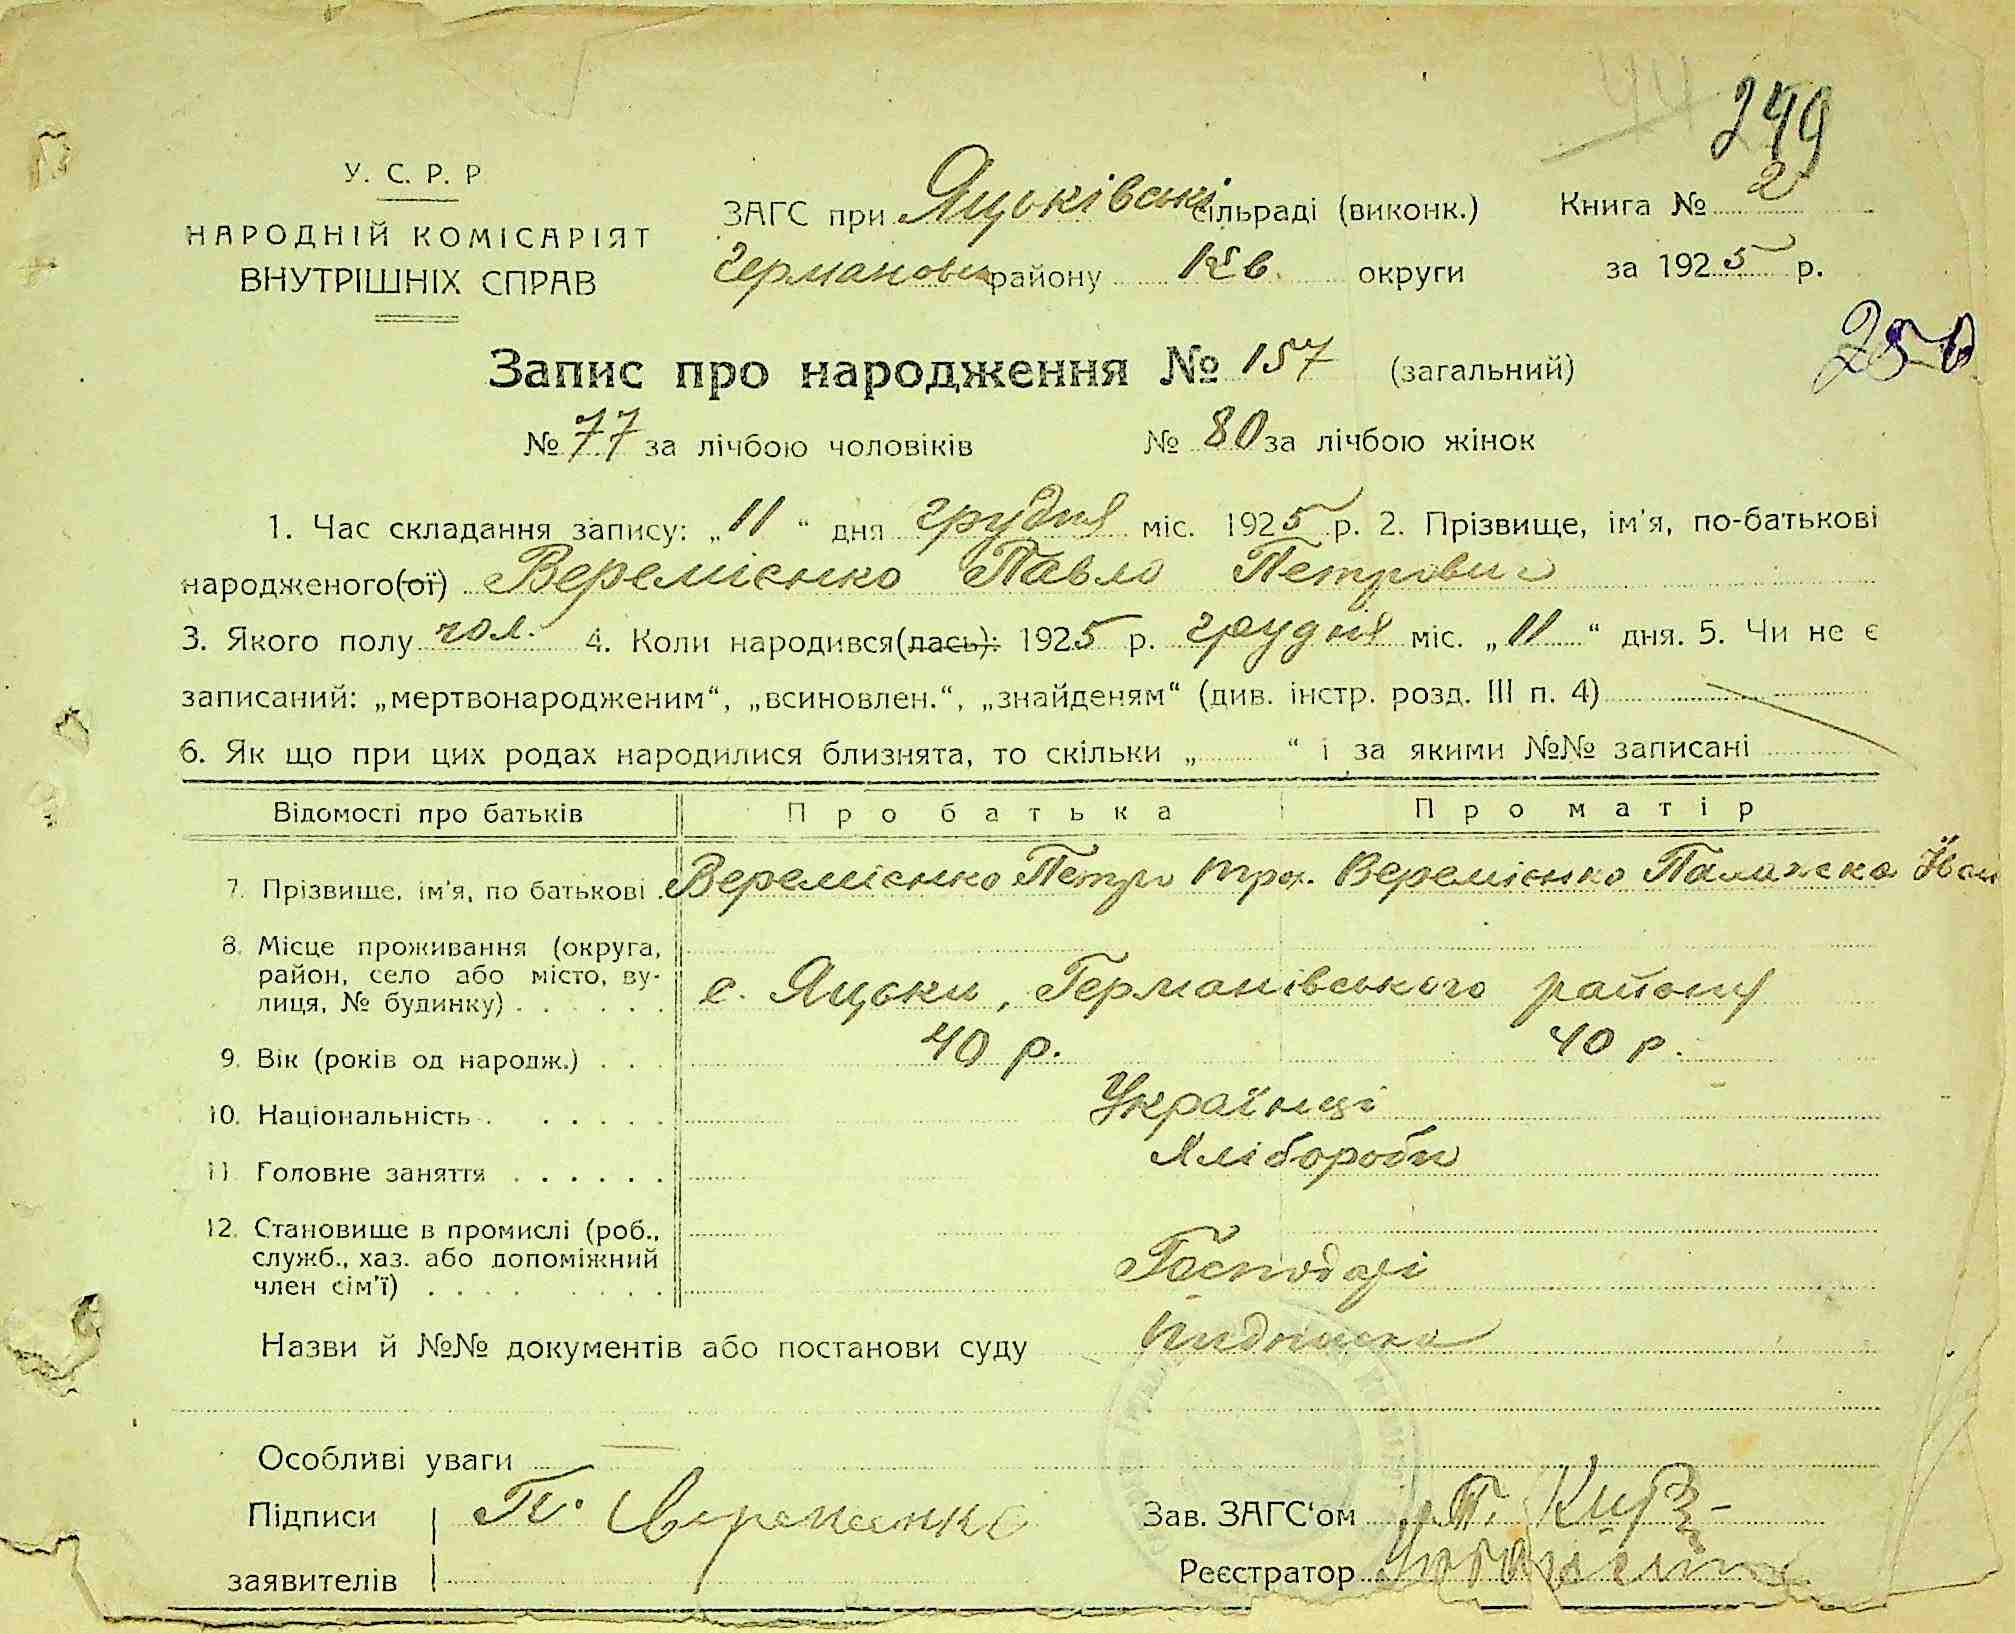 249
У. С. Р. Р
НАРОДНІЙ КОМІСАРІЯТ
ВНУТРІШНІХ СПРАВ
ЗАГС при Яцьківські сільраді (виконк.) Книга № 2
Германовск району Кв. округи за 1925 р.
250
Запис про народження № 157 (загальний)
№ 77 за лічбою чоловіків № 80 за лічбою жінок
1. Час складання запису: „11“ дня грудня міс. 1925 р. 2. Прізвище, ім'я, по-батькові
народженого(ої) Веремієнко Павло Петрович
3. Якого полу чол. 4. Коли народився(лась): 1925 р. грудня міс. „11“ дня. 5. Чи не є
записаний: „мертвонародженим“, „всиновлен.“, „знайденям“ (див. інстр. розд. III п. 4)
6. Як що при цих родах народилися близнята, то скільки „ “ і за якими №№ записані
Відомості про батьків Про батька Про матір
7. Прізвище, ім'я, по батькові . Веремієнко Петро Трох. Веремієнко Палажка Іван
8. Місце проживання (округа,
район, село або місто, ву-
лиця, № будинку) . . . . . . с. Яцьки, Германівського району
9. Вік (років од народж.) . . . 40 р. 40 р.
10. Національність . . . . . . Українці
11. Головне заняття . . . . . . Хлібороби
12. Становище в промислі (роб.,
служб., хаз. або допоміжний
член сім'ї) . . . . . . . . Господарі
Назви й №№ документів або постанови суду
Особливі уваги
Підписи П. Веремеенко Зав. ЗАГС'ом
заявителів Реєстратор